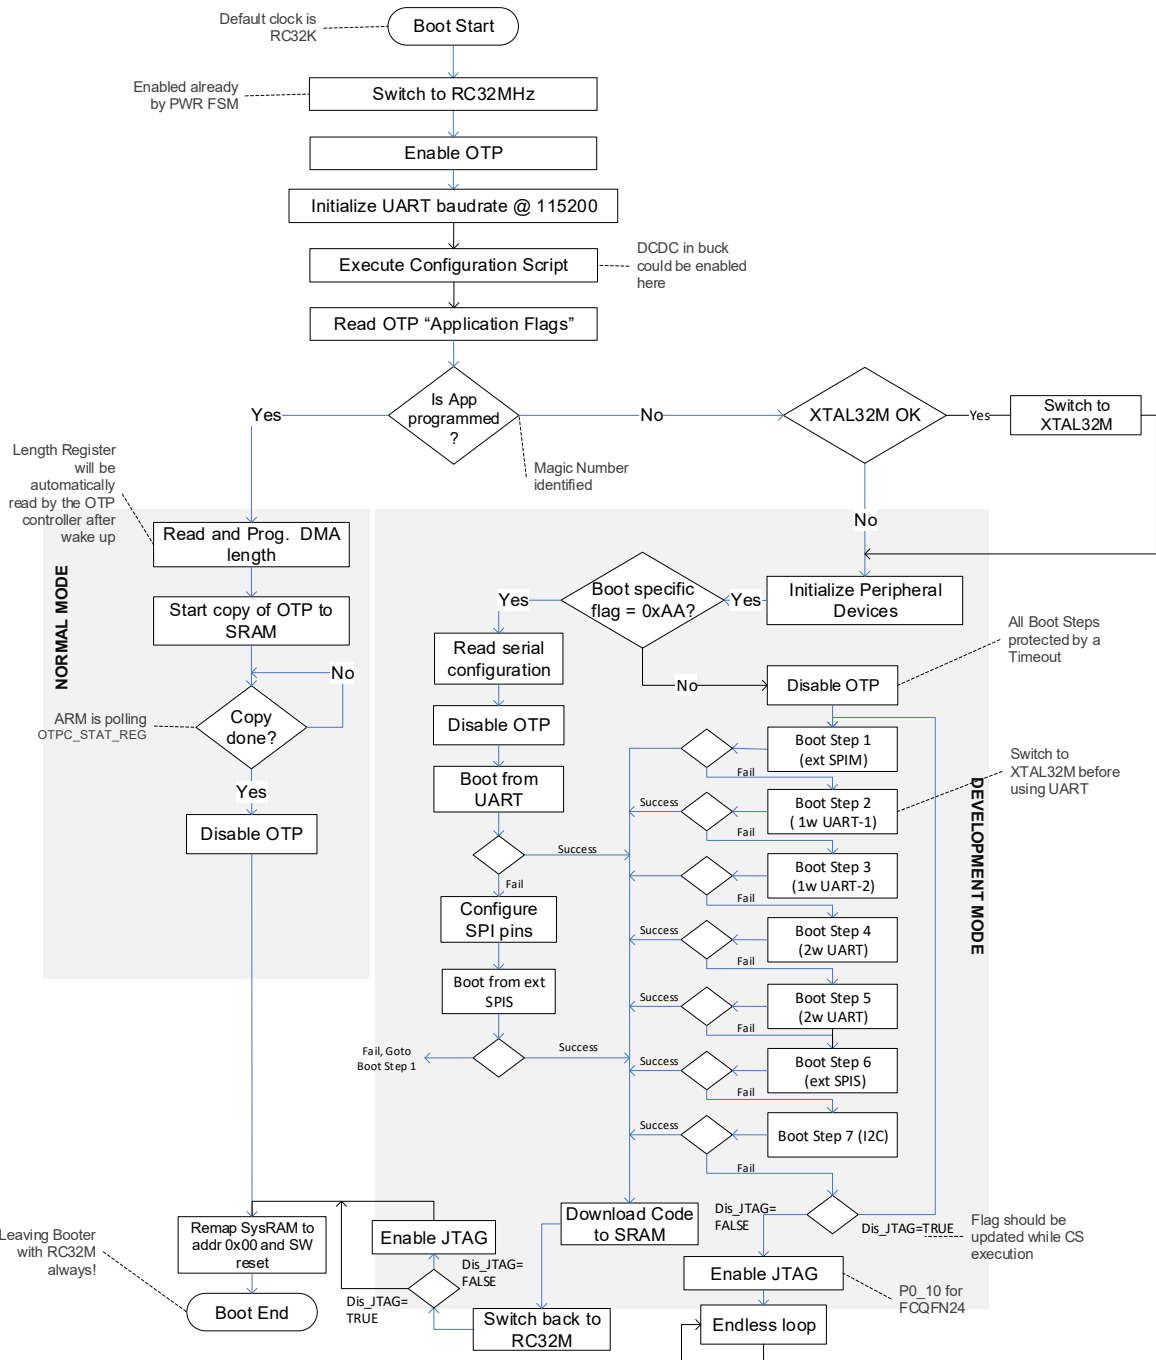 Default clock is
RC32K
Boot Start
Enabled already
by PWR FSM
Switch to RC32MHz
Enable OTP
Initialize UART baudrate @ 115200
Execute Configuration Script
DCDC in buck
could be enabled
here
Read OTP “Application Flags”
Is App
programmed
?
Yes
No
XTAL32M OK
Yes
Switch to
XTAL32M
Magic Number
identified
Length Register
will be
automatically
read by the OTP
controller after
wake up
No
NORMAL MODE
Read and Prog. DMA
length
Start copy of OTP to
SRAM
No
ARM is polling
OTPC_STAT_REG
Copy
done?
Yes
Disable OTP
Boot specific
flag = 0xAA?
Yes
Yes
Initialize Peripheral
Devices
No
Read serial
configuration
Disable OTP
Boot from
UART
Success
Fail
Configure
SPI pins
Boot from ext
SPIS
Fail, Goto
Boot Step 1
Success
Disable OTP
All Boot Steps
protected by a
Timeout
Boot Step 1
(ext SPIM)
Fail
Switch to
XTAL32M before
using UART
Boot Step 2
( 1w UART-1)
Success
Fail
DEVELOPMENT MODE
Boot Step 3
(1w UART-2)
Fail
Boot Step 4
(2w UART)
Success
Fail
Boot Step 5
(2w UART)
Success
Fail
Boot Step 6
(ext SPIS)
Success
Fail
Boot Step 7 (I2C)
Success
Fail
Dis_JTAG=
FALSE
Dis_JTAG=TRUE
Flag should be
updated while CS
execution
Enable JTAG
P0_10 for
FCQFN24
Endless loop
Download Code
to SRAM
Switch back to
RC32M
Enable JTAG
Dis_JTAG=
FALSE
Dis_JTAG=
TRUE
Remap SysRAM to
addr 0x00 and SW
reset
Leaving Booter
with RC32M
always!
Boot End